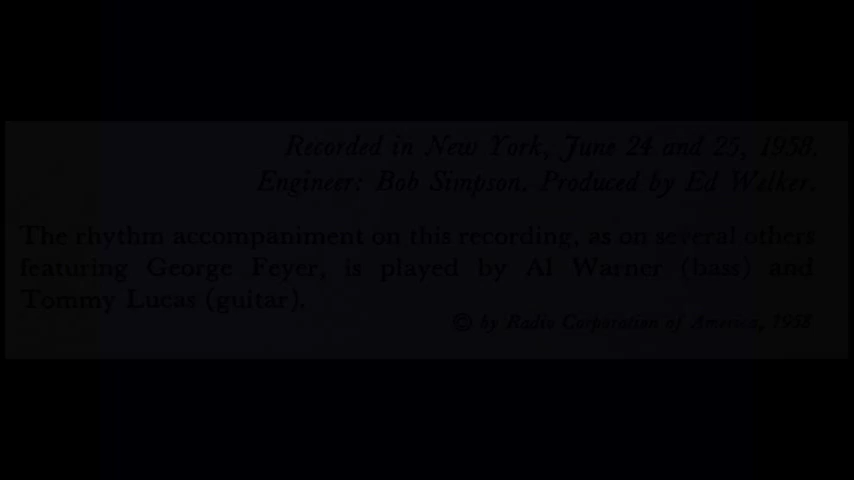 Recorded in New York, June 24 and 25, 1958.
Engineer: Bob Simpson. Produced by Ed Welker.
The rhythm accompaniment on this recording, as on several others
featuring George Feyer, is played by Al Warner (bass) and
Tommy Lucas (guitar).
© by Radio Corporation of America, 1958